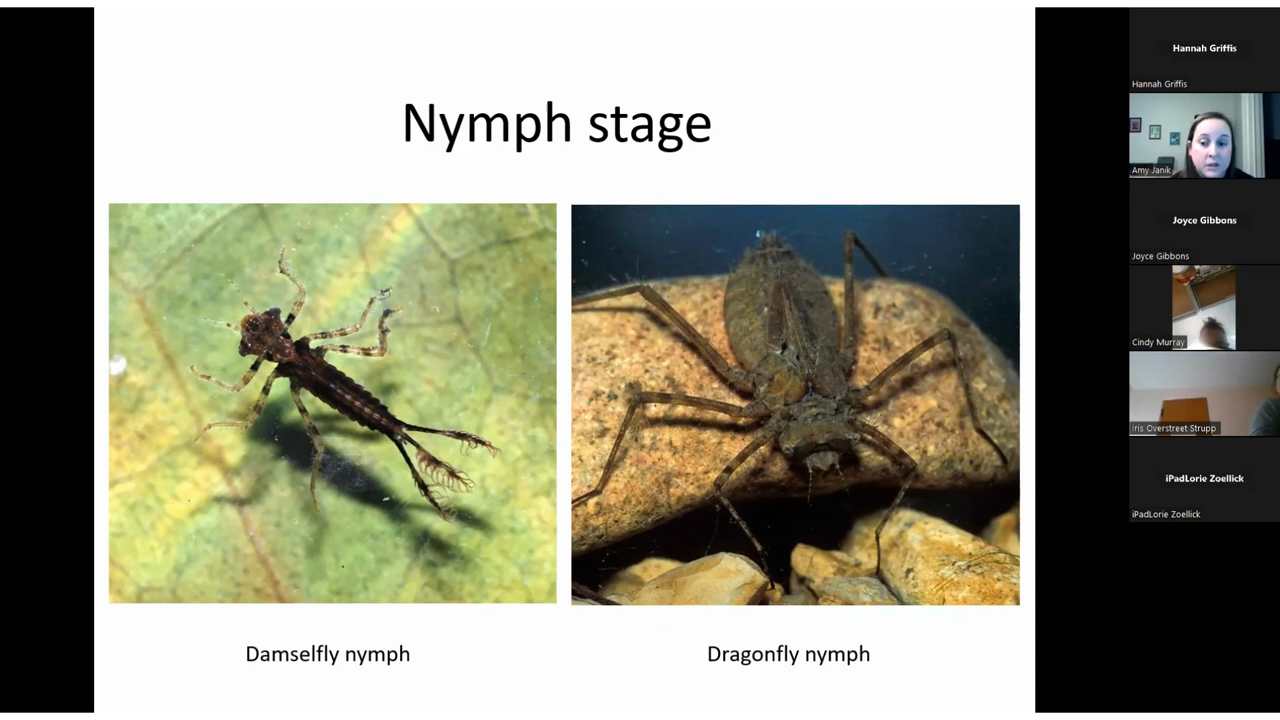 Nymph stage
Damselfly nymph
Dragonfly nymph
Hannah Griffis
Hannah Griffis
Amy Janik
Joyce Gibbons
Joyce Gibbons
Cindy Murray
Iris Overstreet Strupp
iPadLorie Zoellick
iPadLorie Zoellick